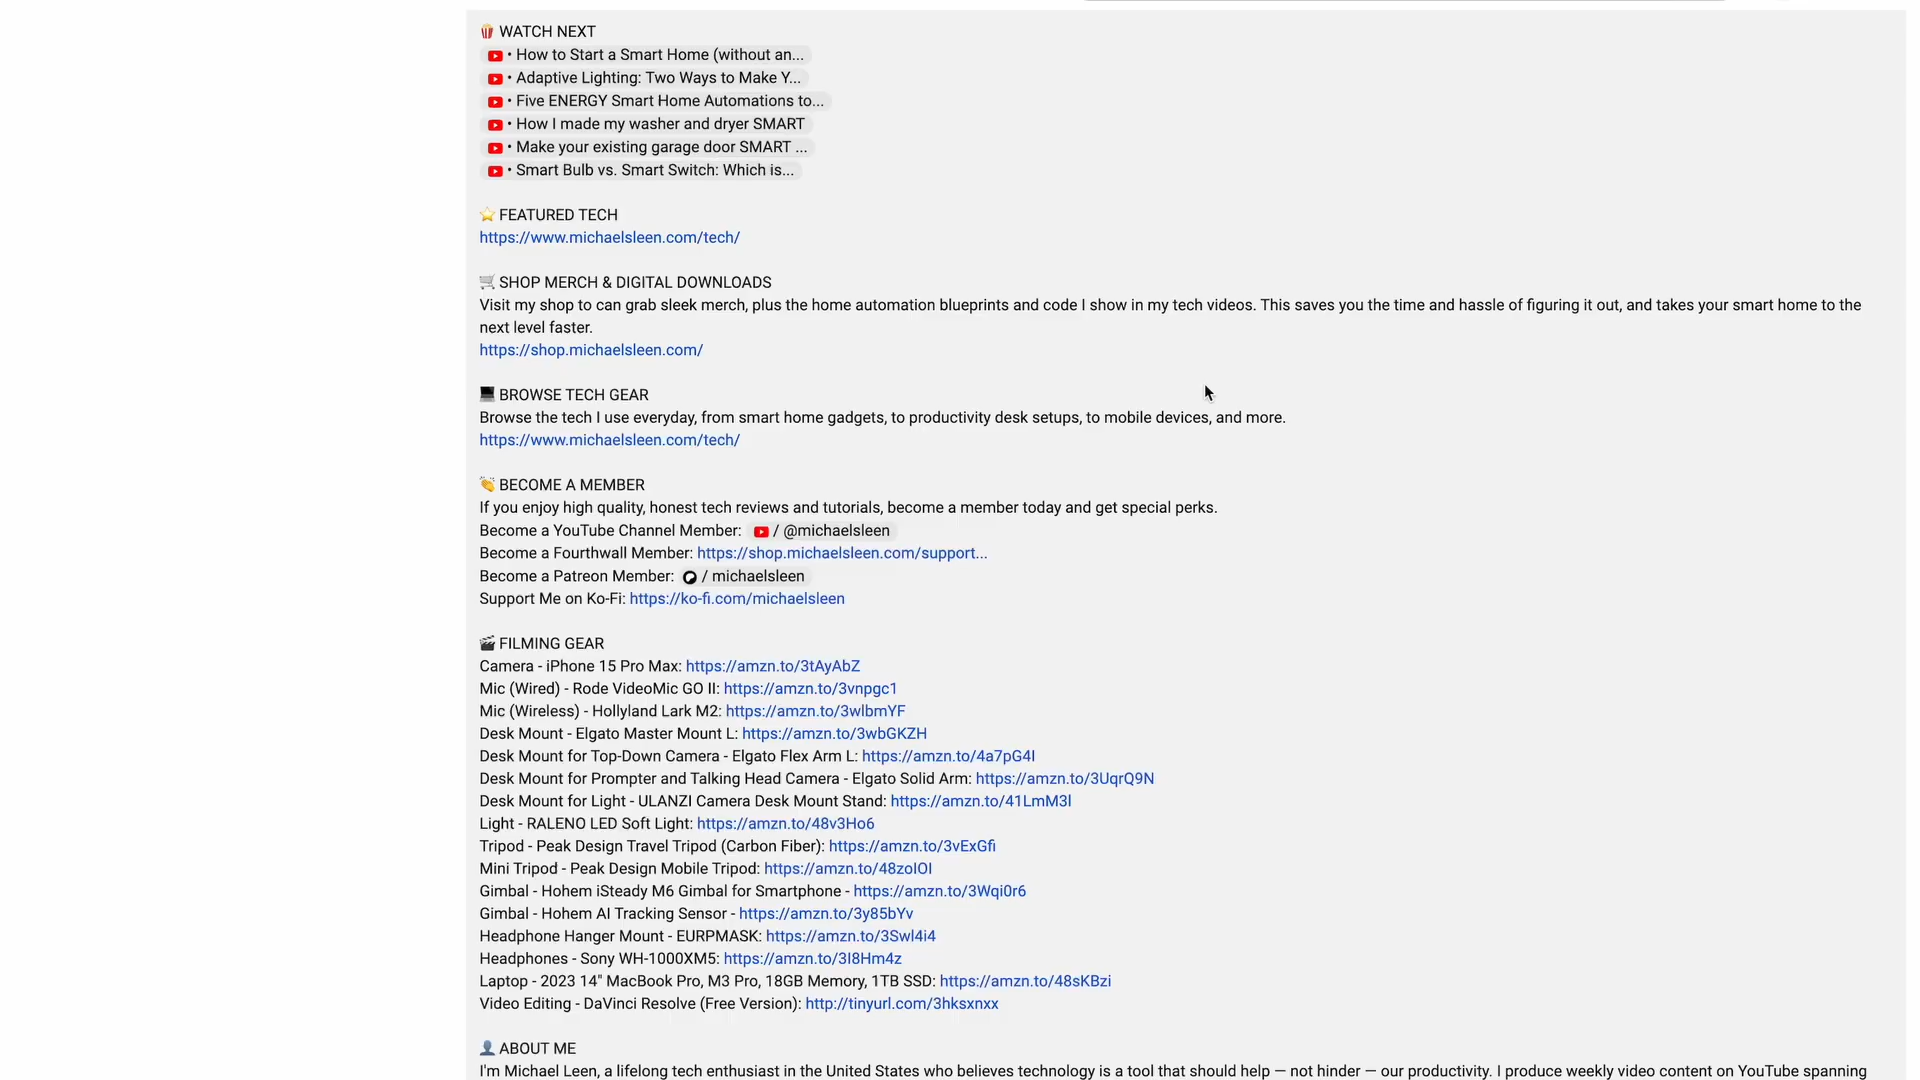 🍿 WATCH NEXT
• How to Start a Smart Home (without an...
• Adaptive Lighting: Two Ways to Make Y...
• Five ENERGY Smart Home Automations to...
• How I made my washer and dryer SMART
• Make your existing garage door SMART ...
• Smart Bulb vs. Smart Switch: Which is...
⭐ FEATURED TECH
https://www.michaelsleen.com/tech/
🛒 SHOP MERCH & DIGITAL DOWNLOADS
Visit my shop to can grab sleek merch, plus the home automation blueprints and code I show in my tech videos. This saves you the time and hassle of figuring it out, and takes your smart home to the
next level faster.
https://shop.michaelsleen.com/
💻 BROWSE TECH GEAR
Browse the tech I use everyday, from smart home gadgets, to productivity desk setups, to mobile devices, and more.
https://www.michaelsleen.com/tech/
👏 BECOME A MEMBER
If you enjoy high quality, honest tech reviews and tutorials, become a member today and get special perks.
Become a YouTube Channel Member: / @michaelsleen
Become a Fourthwall Member: https://shop.michaelsleen.com/support...
Become a Patreon Member: / michaelsleen
Support Me on Ko-Fi: https://ko-fi.com/michaelsleen
🎬 FILMING GEAR
Camera - iPhone 15 Pro Max: https://amzn.to/3tAyAbZ
Mic (Wired) - Rode VideoMic GO II: https://amzn.to/3vnpgc1
Mic (Wireless) - Hollyland Lark M2: https://amzn.to/3wlbmYF
Desk Mount - Elgato Master Mount L: https://amzn.to/3wbGKZH
Desk Mount for Top-Down Camera - Elgato Flex Arm L: https://amzn.to/4a7pG4I
Desk Mount for Prompter and Talking Head Camera - Elgato Solid Arm: https://amzn.to/3UqrQ9N
Desk Mount for Light - ULANZI Camera Desk Mount Stand: https://amzn.to/41LmM3l
Light - RALENO LED Soft Light: https://amzn.to/48v3Ho6
Tripod - Peak Design Travel Tripod (Carbon Fiber): https://amzn.to/3vExGfi
Mini Tripod - Peak Design Mobile Tripod: https://amzn.to/48zoIOI
Gimbal - Hohem iSteady M6 Gimbal for Smartphone - https://amzn.to/3Wqi0r6
Gimbal - Hohem AI Tracking Sensor - https://amzn.to/3y85bYv
Headphone Hanger Mount - EURPMASK: https://amzn.to/3Swl4i4
Headphones - Sony WH-1000XM5: https://amzn.to/3I8Hm4z
Laptop - 2023 14" MacBook Pro, M3 Pro, 18GB Memory, 1TB SSD: https://amzn.to/48sKBzi
Video Editing - DaVinci Resolve (Free Version): http://tinyurl.com/3hksxnxx
👤 ABOUT ME
I'm Michael Leen, a lifelong tech enthusiast in the United States who believes technology is a tool that should help — not hinder — our productivity. I produce weekly video content on YouTube spanning